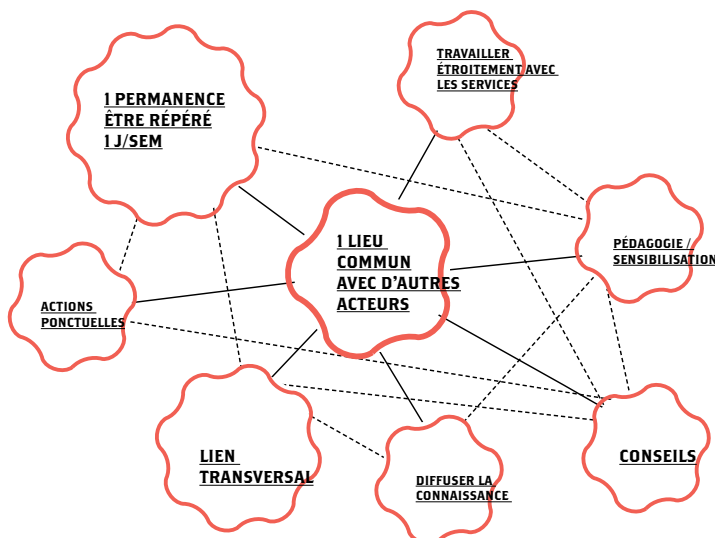 TRAVAILLER
ÉTROITEMENT AVEC
LES SERVICES
1 PERMANENCE
ÊTRE RÉPÉRÉ
1 J/SEM
1 LIEU
COMMUN
AVEC D'AUTRES
ACTEURS
PÉDAGOGIE /
SENSIBILISATION
ACTIONS
PONCTUELLES
LIEN
TRANSVERSAL
DIFFUSER LA
CONNAISSANCE
CONSEILS